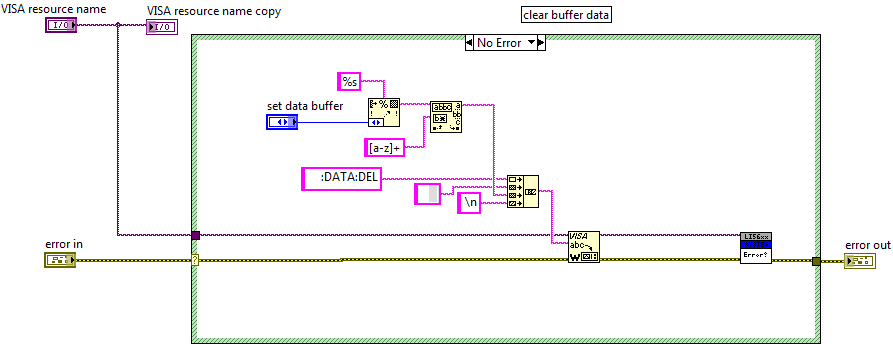 VISA resource name
VISA resource name copy
clear buffer data
I/O
I/O
No Error
%s
set data buffer
[a-z]+
:DATA:DEL
\n
VISA
abc
W
error in
?
Error?
error out